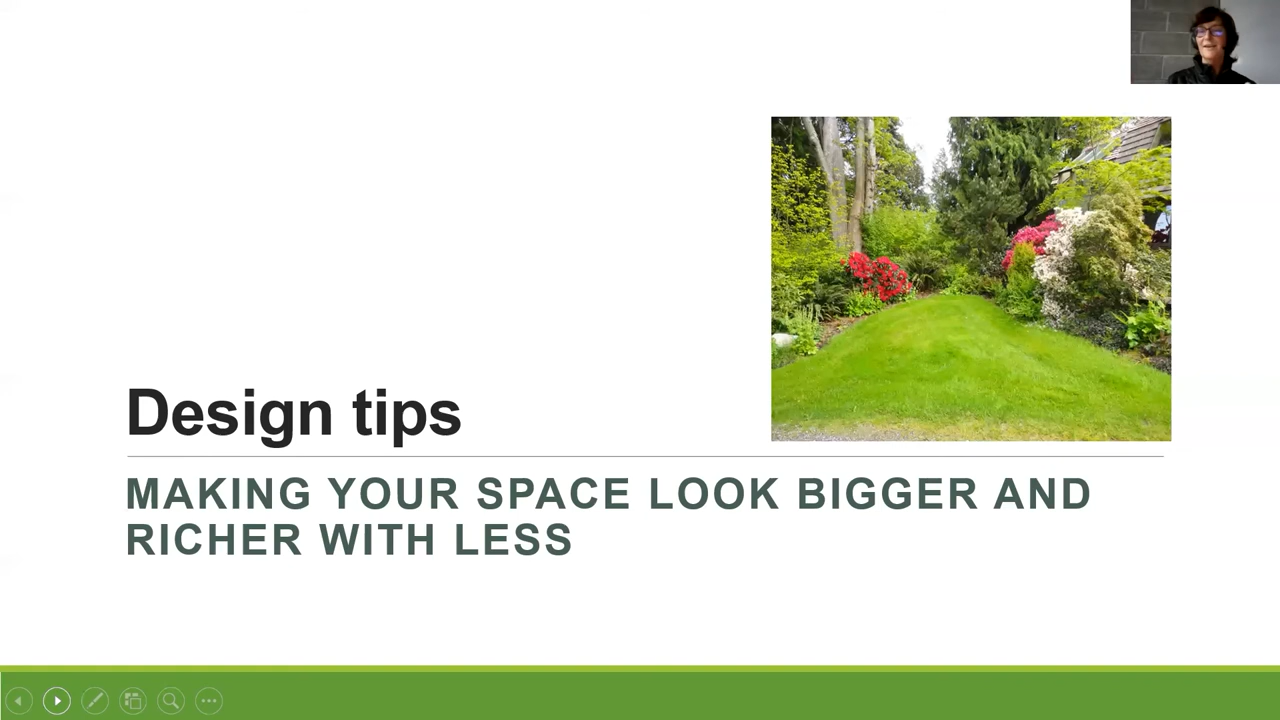 Design tips
MAKING YOUR SPACE LOOK BIGGER AND
RICHER WITH LESS